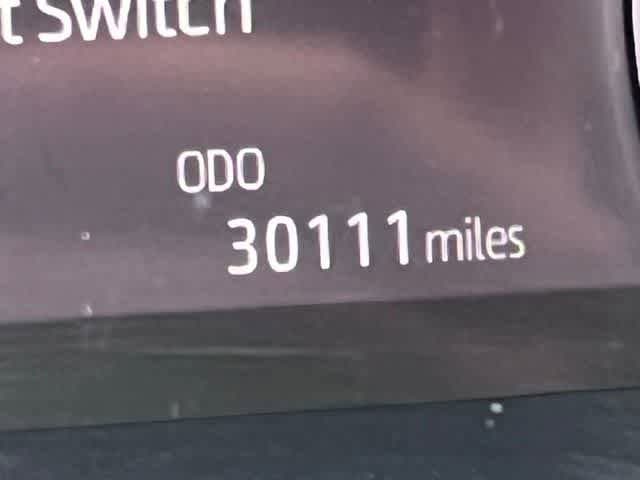 t Switch
ODO
30111 miles